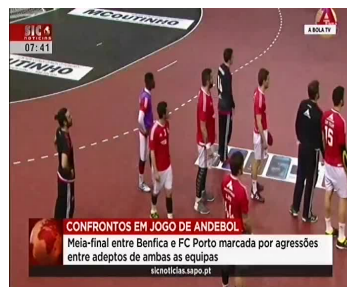 MCOUTINHO
SIC
NOTÍCIAS
07:41
A BOLA TV
MCOUTINHO
15
CONFRONTOS EM JOGO DE ANDEBOL
Meia-final entre Benfica e FC Porto marcada por agressões
entre adeptos de ambas as equipas
sicnoticias.sapo.pt